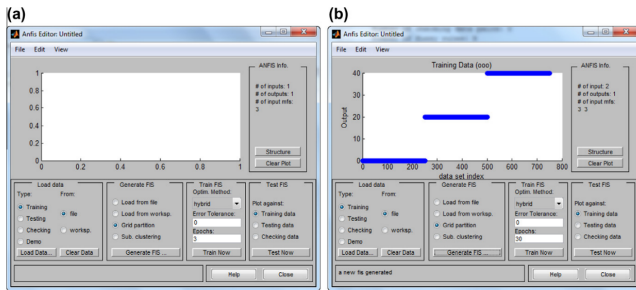 (a)
Anfis Editor: Untitled
File Edit View
1
0.8
0.6
0.4
0.2
0
0 0.2 0.4 0.6 0.8 1
ANFIS Info.
# of inputs: 1
# of outputs: 1
# of input mfs:
3
Structure
Clear Plot
Load data
Type: From:
Training
Testing
Checking
Demo
file
worksp.
Load Data... Clear Data
Generate FIS
Load from file
Load from worksp.
Grid partition
Sub. clustering
Generate FIS ...
Train FIS
Optim. Method:
hybrid
Error Tolerance:
0
Epochs:
3
Train Now
Test FIS
Plot against:
Training data
Testing data
Checking data
Test Now
Help Close
(b)
Anfis Editor: Untitled
File Edit View
Training Data (ooo)
40
30
20
10
0
Output
0 100 200 300 400 500 600 700 800
data set index
ANFIS Info.
# of input: 2
# of outputs: 1
# of input mfs:
3 3
Structure
Clear Plot
Load data
Type: From:
Training
Testing
Checking
Demo
file
worksp.
Load Data... Clear Data
Generate FIS
Load from file
Load from worksp.
Grid partition
Sub. clustering
Generate FIS ...
Train FIS
Optim. Method:
hybrid
Error Tolerance:
0
Epochs:
30
Train Now
Test FIS
Plot against:
Training data
Testing data
Checking data
Test Now
a new fis generated
Help Close